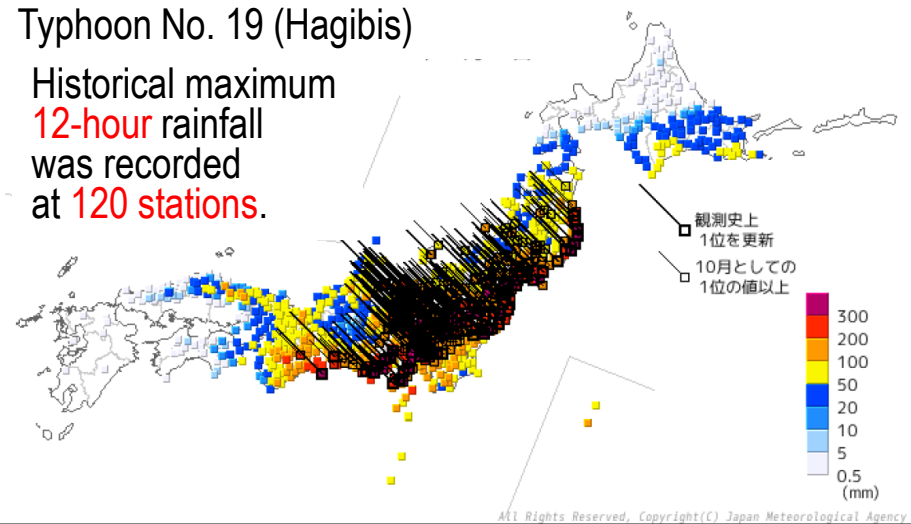 Typhoon No. 19 (Hagibis)
Historical maximum
12-hour rainfall
was recorded
at 120 stations.
観測史上
1位を更新
10月としての
1位の値以上
300
200
100
50
20
10
5
0.5
(mm)
All Rights Reserved, Copyright(C) Japan Meteorological Agency